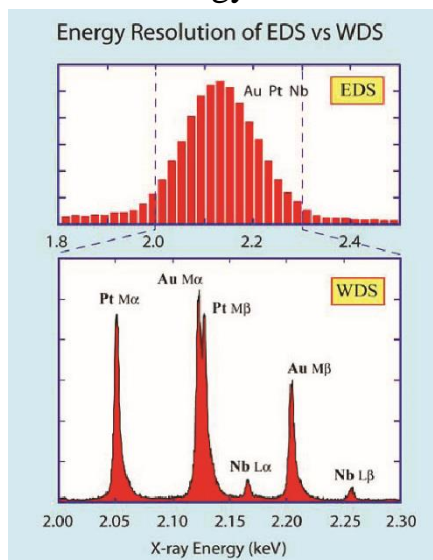 Energy Resolution of EDS vs WDS
Au Pt Nb
EDS
1.8 2.0 2.2 2.4
Au Mα
WDS
Pt Mα
Pt Mβ
Au Mβ
Nb Lα
Nb Lβ
2.00 2.05 2.10 2.15 2.20 2.25 2.30
X-ray Energy (keV)